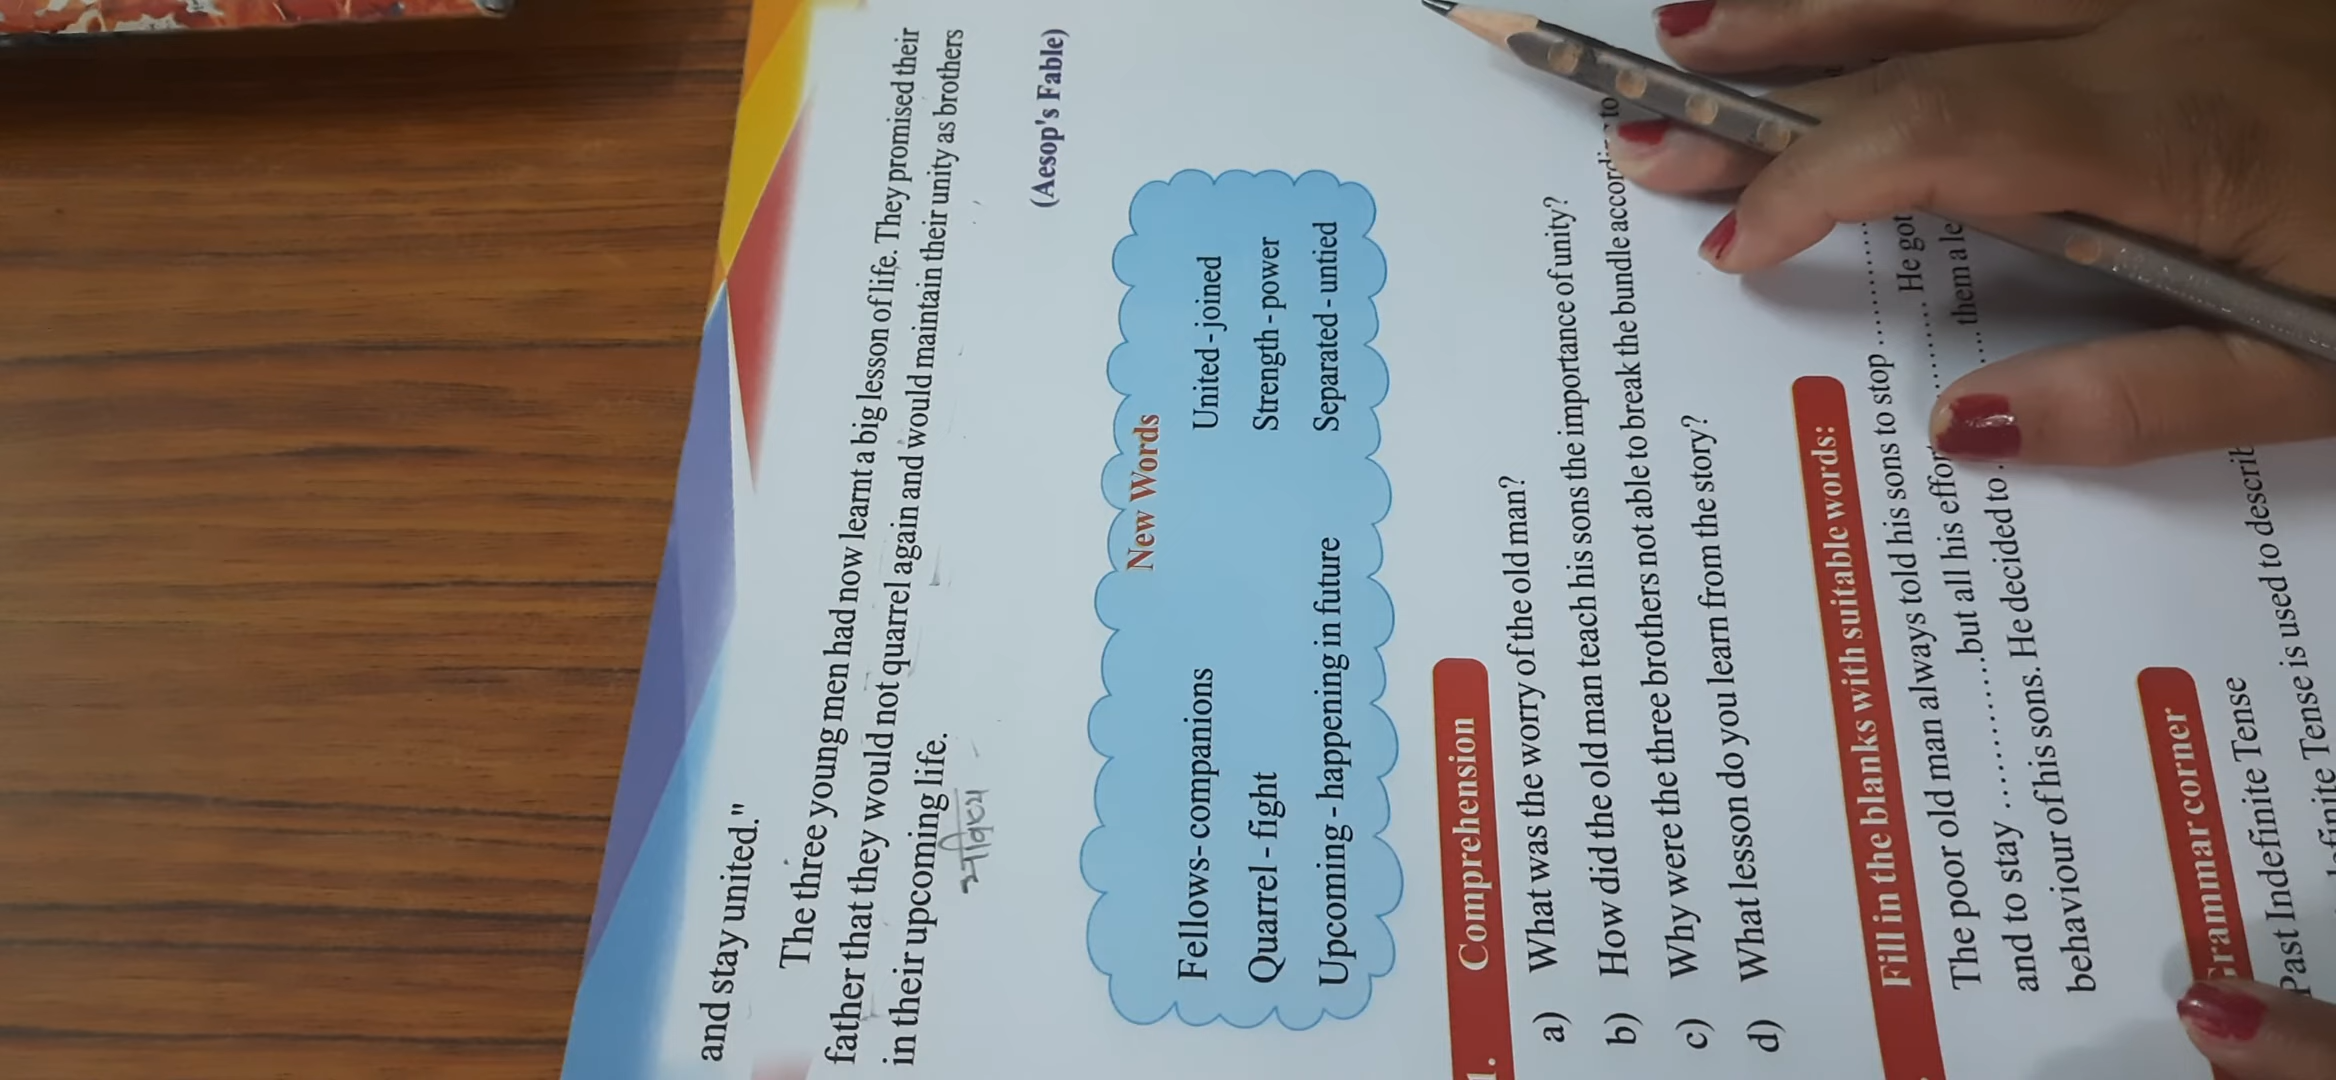 and stay united."
The three young men had now learnt a big lesson of life. They promised their
father that they would not quarrel again and would maintain their unity as brothers
in their upcoming life.
भविष्य
(Aesop's Fable)
New Words
Fellows- companions United - joined
Quarrel - fight Strength - power
Upcoming - happening in future Separated - untied
1. Comprehension
a) What was the worry of the old man?
b) How did the old man teach his sons the importance of unity?
c) Why were the three brothers not able to break the bundle to
d) What lesson do you learn from the story?
Fill in the blanks with suitable words:
The poor old man always told his sons to stop ............
and to stay ............but all his ............ He got
behaviour of his sons. He decided to ............ them a
Grammar corner
Past Indefinite Tense
Tense is used to